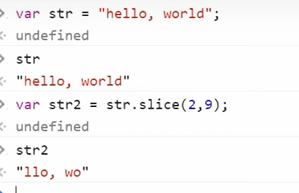 var str = "hello, world";
undefined
str
"hello, world"
var str2 = str.slice(2,9);
undefined
str2
"llo, wo"